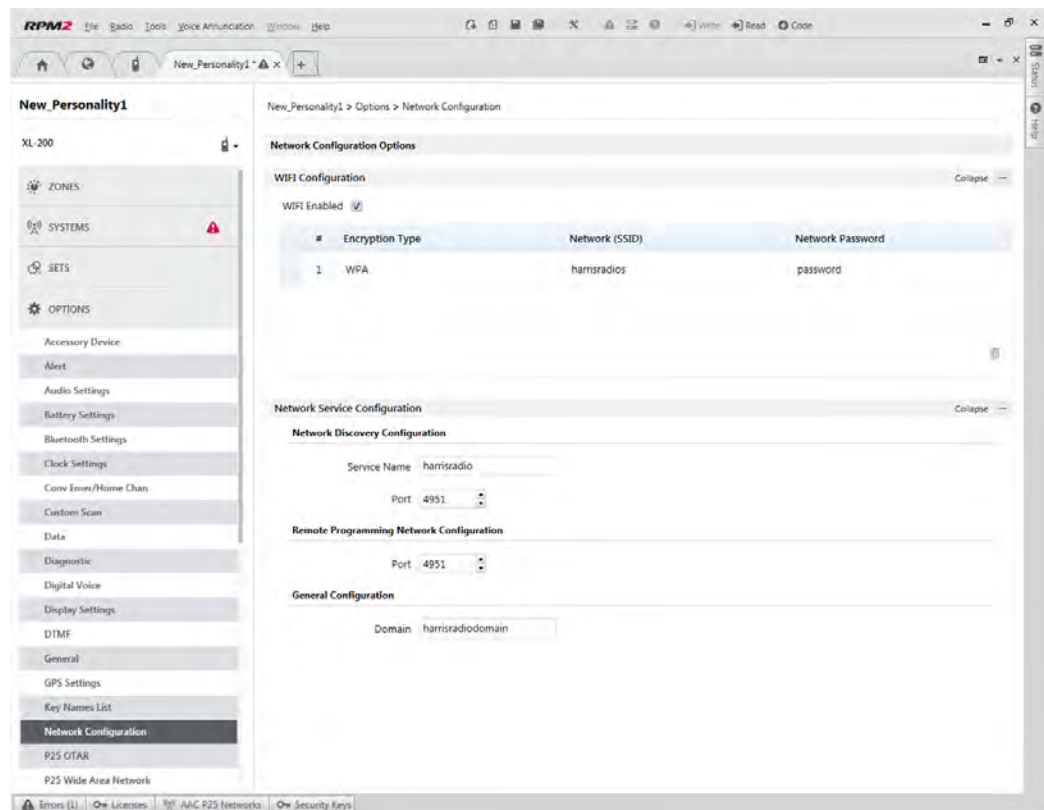 RPM2 File Radio Tools Voice Annunciation Window Help Write Read Code
New_Personality1 *
Status
Help
New_Personality1
New_Personality1 > Options > Network Configuration
XL-200
Network Configuration Options
ZONES
SYSTEMS
SETS
OPTIONS
Accessory Device
Alert
Audio Settings
Battery Settings
Bluetooth Settings
Clock Settings
Conv Emer/Home Chan
Custom Scan
Data
Diagnostic
Digital Voice
Display Settings
DTMF
General
GPS Settings
Key Names List
Network Configuration
P25 OTAR
P25 Wide Area Network
WIFI Configuration Collapse
WIFI Enabled
# Encryption Type Network (SSID) Network Password
1 WPA harrisradios password
Network Service Configuration Collapse
Network Discovery Configuration
Service Name harrisradio
Port 4951
Remote Programming Network Configuration
Port 4951
General Configuration
Domain harrisradiodomain
Errors (1) Licenses AAC P25 Networks Security Keys